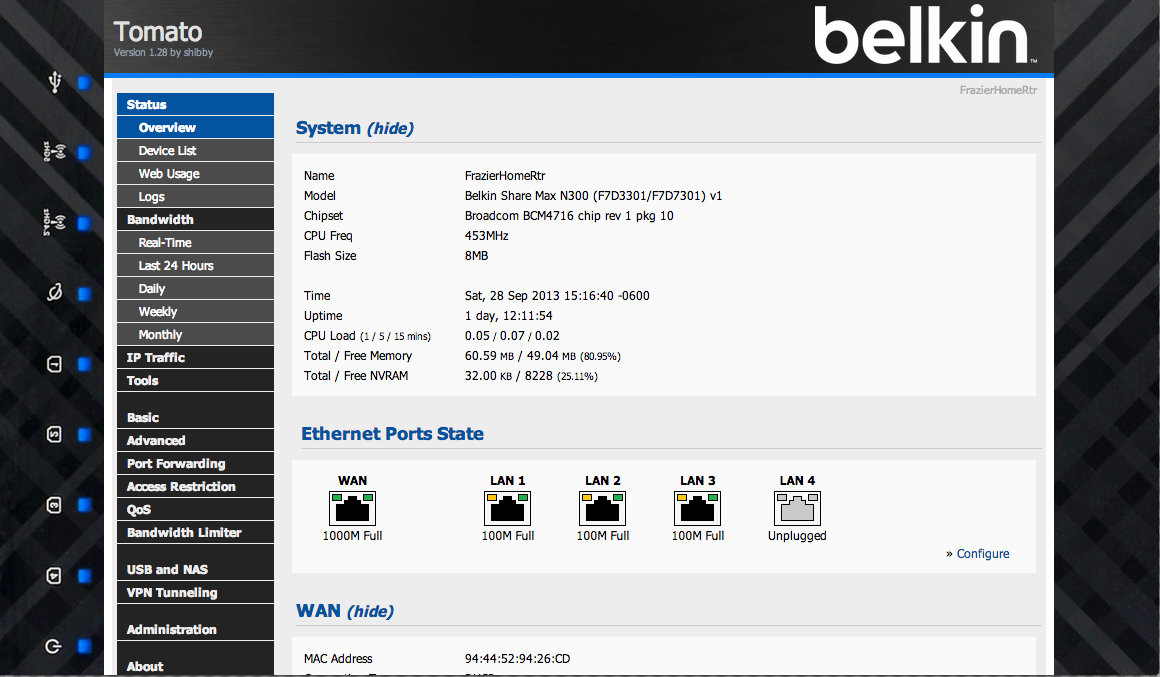 Tomato
Version 1.28 by shibby
belkin™
FrazierHomeRtr
Status
Overview
Device List
Web Usage
Logs
Bandwidth
Real-Time
Last 24 Hours
Daily
Weekly
Monthly
IP Traffic
Tools
Basic
Advanced
Port Forwarding
Access Restriction
QoS
Bandwidth Limiter
USB and NAS
VPN Tunneling
Administration
About
System (hide)
Name FrazierHomeRtr
Model Belkin Share Max N300 (F7D3301/F7D7301) v1
Chipset Broadcom BCM4716 chip rev 1 pkg 10
CPU Freq 453MHz
Flash Size 8MB
Time Sat, 28 Sep 2013 15:16:40 -0600
Uptime 1 day, 12:11:54
CPU Load (1 / 5 / 15 mins) 0.05 / 0.07 / 0.02
Total / Free Memory 60.59 MB / 49.04 MB (80.95%)
Total / Free NVRAM 32.00 KB / 8228 (25.11%)
Ethernet Ports State
WAN LAN 1 LAN 2 LAN 3 LAN 4
1000M Full 100M Full 100M Full 100M Full Unplugged
» Configure
WAN (hide)
MAC Address 94:44:52:94:26:CD